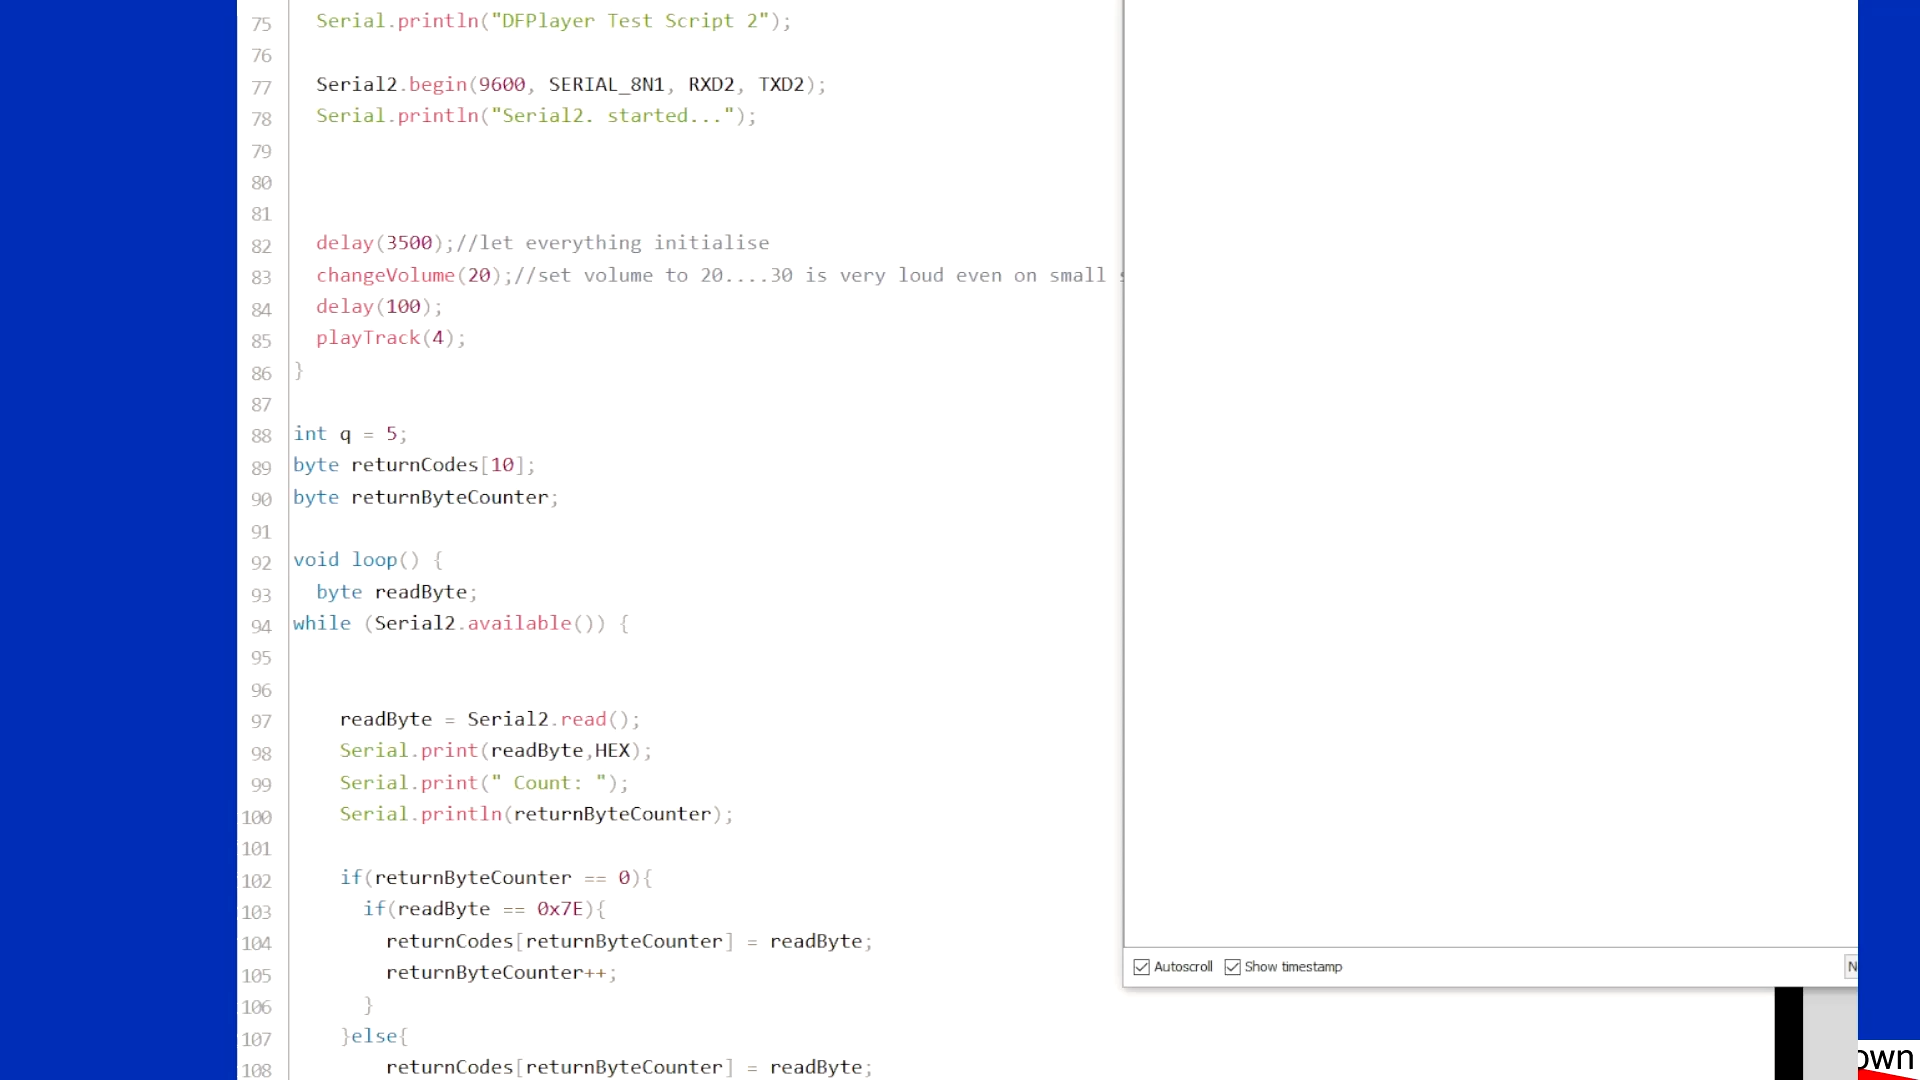 75 Serial.println("DFPlayer Test Script 2");
76
77 Serial2.begin(9600, SERIAL_8N1, RXD2, TXD2);
78 Serial.println("Serial2. started...");
79
80
81
82 delay(3500);//let everything initialise
83 changeVolume(20);//set volume to 20....30 is very loud even on small
84 delay(100);
85 playTrack(4);
86 }
87
88 int q = 5;
89 byte returnCodes[10];
90 byte returnByteCounter;
91
92 void loop() {
93 byte readByte;
94 while (Serial2.available()) {
95
96
97 readByte = Serial2.read();
98 Serial.print(readByte,HEX);
99 Serial.print(" Count: ");
100 Serial.println(returnByteCounter);
101
102 if(returnByteCounter == 0){
103 if(readByte == 0x7E){
104 returnCodes[returnByteCounter] = readByte;
105 returnByteCounter++;
106 }
107 }else{
108 returnCodes[returnByteCounter] = readByte;
Autoscroll Show timestamp